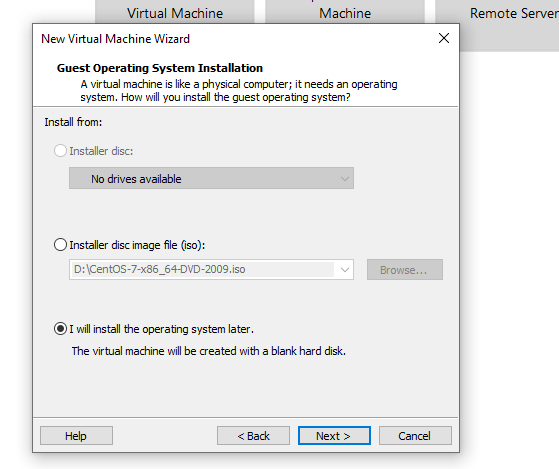 Virtual Machine
Machine
Remote Server
New Virtual Machine Wizard
Guest Operating System Installation
A virtual machine is like a physical computer; it needs an operating
system. How will you install the guest operating system?
Install from:
Installer disc:
No drives available
Installer disc image file (iso):
D:\CentOS-7-x86_64-DVD-2009.iso
Browse...
I will install the operating system later.
The virtual machine will be created with a blank hard disk.
Help
< Back
Next >
Cancel